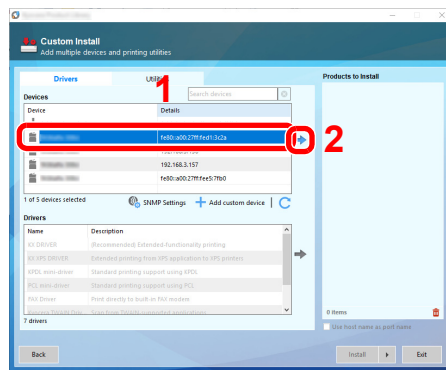 Custom Install
Add multiple devices and printing utilities
Drivers
Products to Install
1
Devices
Search devices
Device Details
fe80::a00:27ff:fed1:3c2a
2
192.168.3.157
fe80::a00:27ff:fee5:7fb0
1 of 5 devices selected
SNMP Settings
Add custom device
Drivers
Name Description
KX DRIVER (Recommended) Extended-functionality printing
KX XPS DRIVER Extended printing from XPS application to XPS printers
KPDL mini-driver Standard printing support using KPDL
PCL mini-driver Standard printing support using PCL
FAX Driver Print directly to built-in FAX modem
7 drivers
0 items
Use host name as port name
Back
Install
Exit